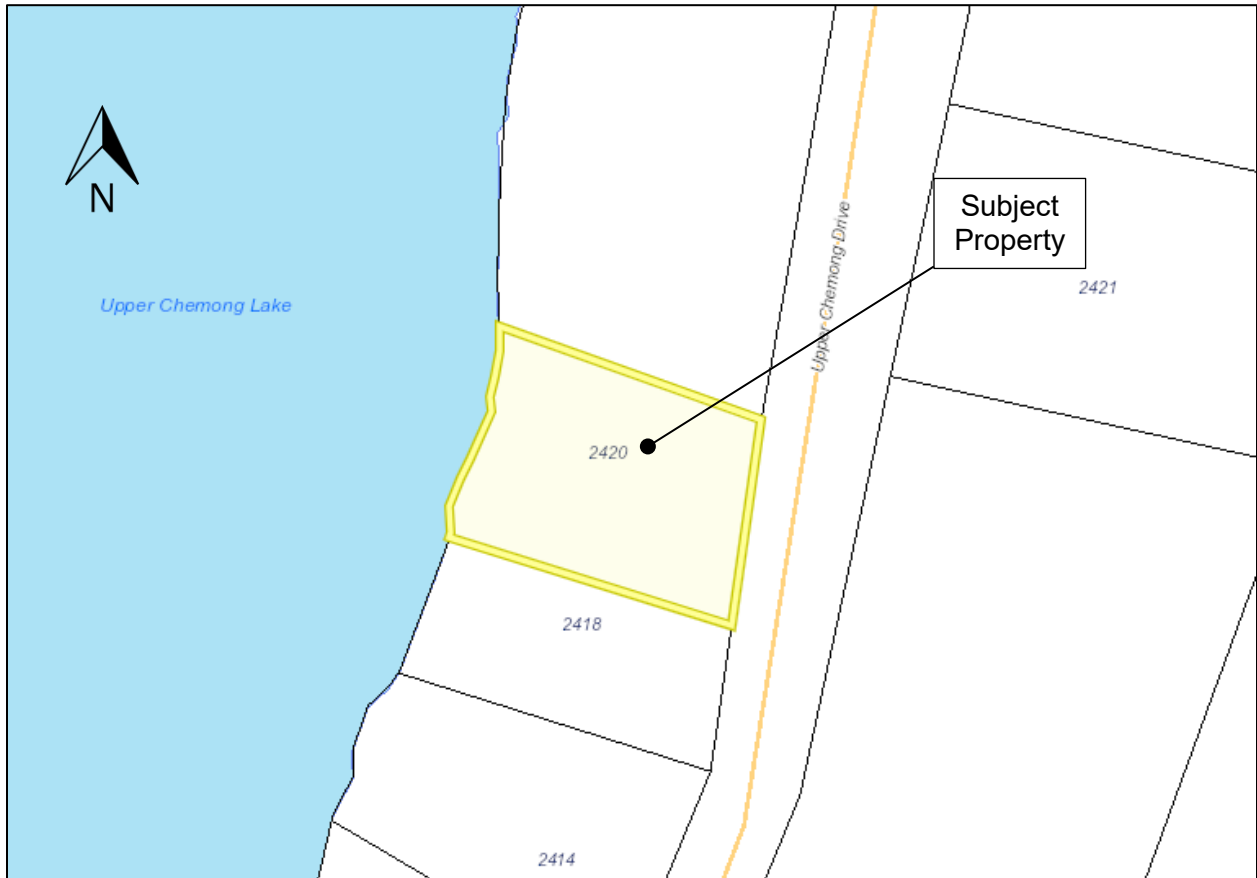 N
Subject
Property
Upper Chemong Drive
2421
Upper Chemong Lake
2420
2418
2414